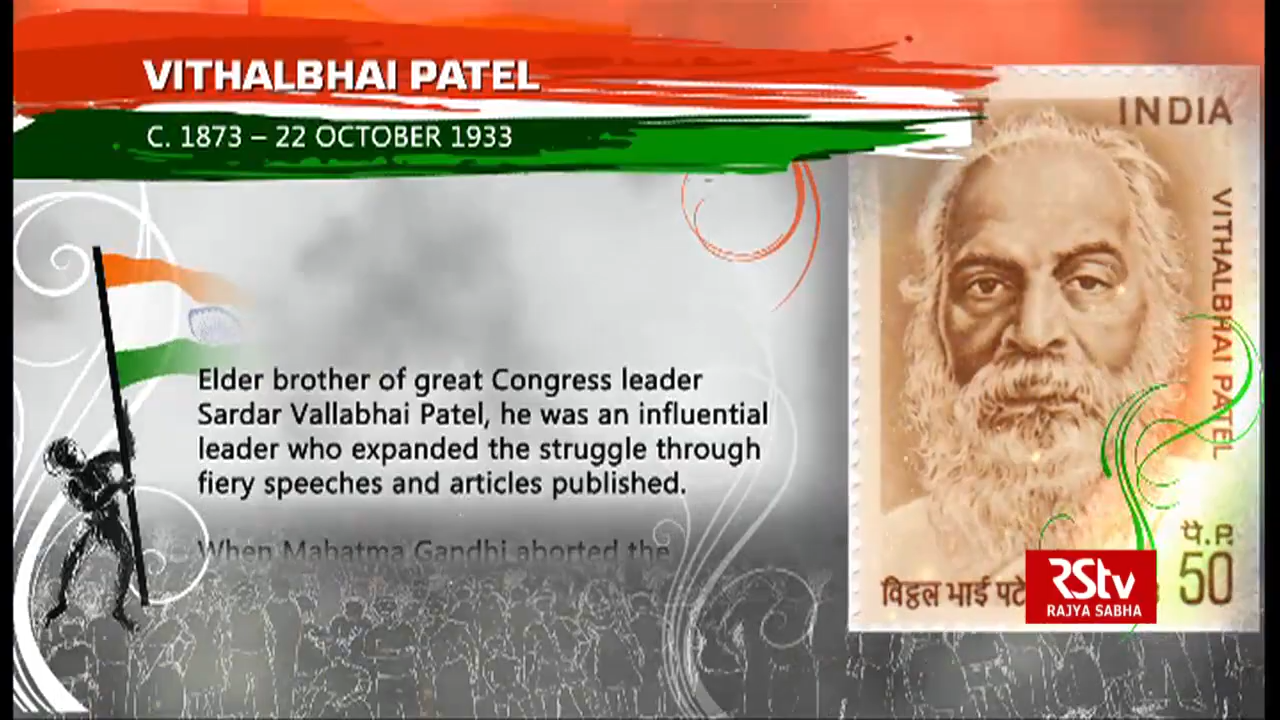 VITHALBHAI PATEL
C. 1873 – 22 OCTOBER 1933
INDIA
VITHALBHAI PATEL
Elder brother of great Congress leader
Sardar Vallabhai Patel, he was an influential
leader who expanded the struggle through
fiery speeches and articles published.
When Mahatma Gandhi aborted the
पै.P.
50
विट्ठल भाई पटे
RStv
RAJYA SABHA